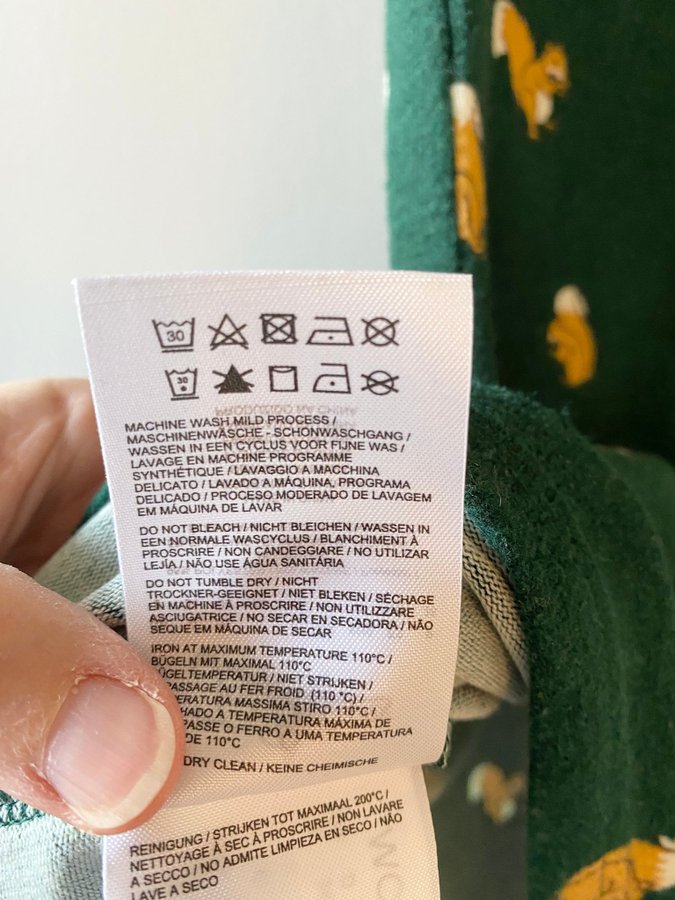 30
30
MACHINE WASH MILD PROCESS /
MASCHINENWÄSCHE - SCHONWASCHGANG /
WASSEN IN EEN CYCLUS VOOR FIJNE WAS /
LAVAGE EN MACHINE PROGRAMME
SYNTHÉTIQUE / LAVAGGIO A MACCHINA
DELICATO / LAVADO A MÁQUINA, PROGRAMA
DELICADO / PROCESO MODERADO DE LAVAGEM
EM MÁQUINA DE LAVAR
DO NOT BLEACH / NICHT BLEICHEN / WASSEN IN
EEN NORMALE WASCYCLUS / BLANCHIMENT À
PROSCRIRE / NON CANDEGGIARE / NO UTILIZAR
LEJÍA / NÃO USE ÁGUA SANITÁRIA
DO NOT TUMBLE DRY / NICHT
TROCKNER-GEEIGNET / NIET BLEKEN / SÉCHAGE
EN MACHINE À PROSCRIRE / NON UTILIZZARE
ASCIUGATRICE / NO SECAR EN SECADORA / NÃO
SEQUE EM MÁQUINA DE SECAR
IRON AT MAXIMUM TEMPERATURE 110°C /
BÜGELN MIT MAXIMAL 110°C
BÜGELTEMPERATUR / NIET STRIJKEN /
PASSAGE AU FER FROID (110 °C) /
MASSIMA STIRO 110°C /
A TEMPERATURA MÁXIMA DE
PASSE O FERRO A UMA TEMPERATURA
DE 110°C
DRY CLEAN / KEINE CHEIMISCHE
REINIGUNG / STRIJKEN TOT MAXIMAAL 200°C /
NETTOYAGE À SEC À PROSCRIRE / NON LAVARE
A SECCO / NO ADMITE LIMPIEZA EN SECO / NÃO
LAVE A SECO